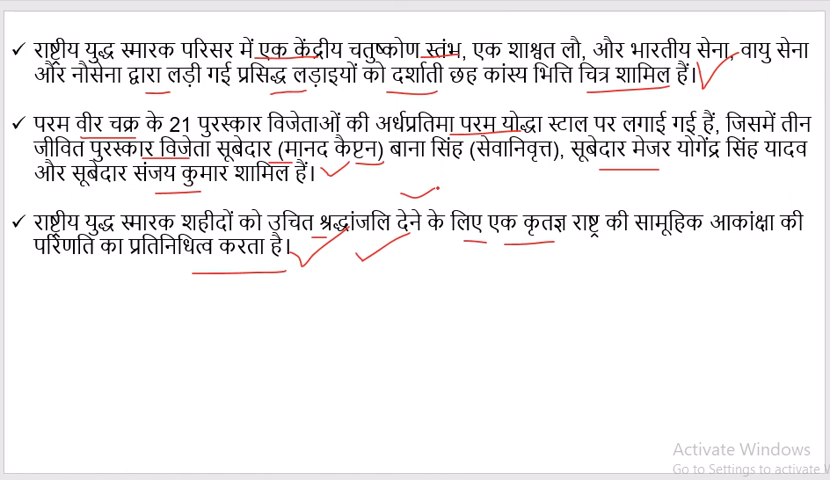 ✓ राष्ट्रीय युद्ध स्मारक परिसर में एक केंद्रीय चतुष्कोण स्तंभ, एक शाश्वत लौ, और भारतीय सेना, वायु सेना
और नौसेना द्वारा लड़ी गई प्रसिद्ध लड़ाइयों को दर्शाती छह कांस्य भित्ति चित्र शामिल हैं।
✓ परम वीर चक्र के 21 पुरस्कार विजेताओं की अर्धप्रतिमा परम योद्धा स्टाल पर लगाई गई हैं, जिसमें तीन
जीवित पुरस्कार विजेता सूबेदार (मानद कैप्टन) बाना सिंह (सेवानिवृत्त), सूबेदार मेजर योगेंद्र सिंह यादव
और सूबेदार संजय कुमार शामिल हैं।
✓ राष्ट्रीय युद्ध स्मारक शहीदों को उचित श्रद्धांजलि देने के लिए एक कृतज्ञ राष्ट्र की सामूहिक आकांक्षा की
परिणति का प्रतिनिधित्व करता है।
Activate Windows
Go to Settings to activate W